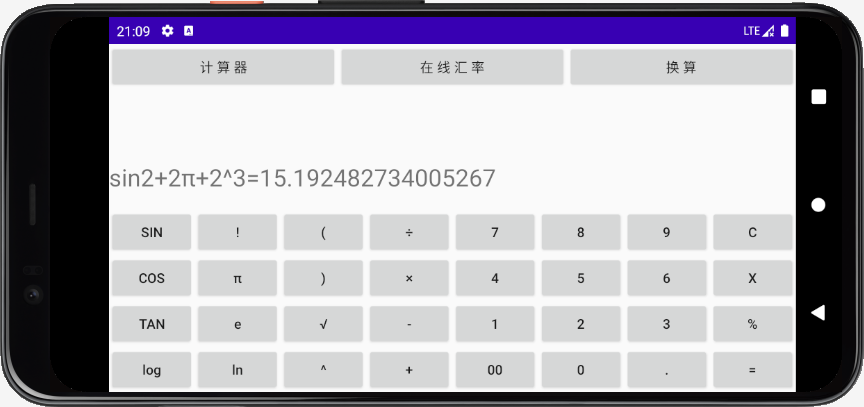 21:09 A LTE
计算器 在线汇率 换算
sin2+2π+2^3=15.192482734005267
SIN ! ( ÷ 7 8 9 C
COS π ) × 4 5 6 X
TAN e √ - 1 2 3 %
log ln ^ + 00 0 . =